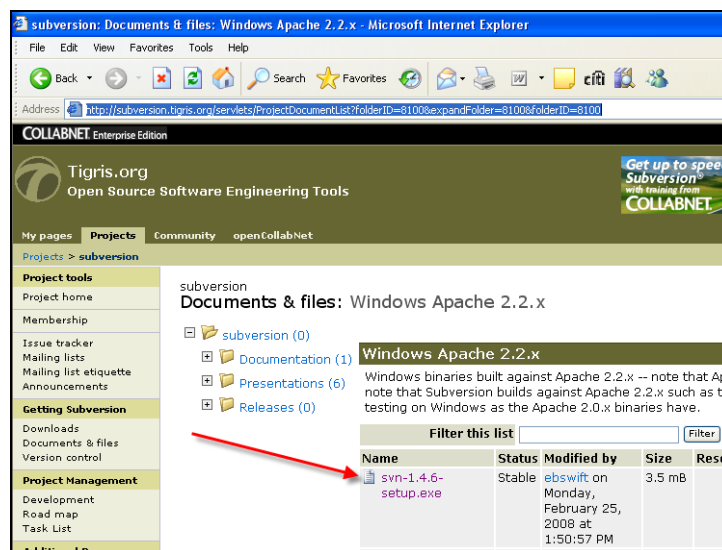 subversion: Documents & files: Windows Apache 2.2.x - Microsoft Internet Explorer
File Edit View Favorites Tools Help
Back Search Favorites
Address http://subversion.tigris.org/servlets/ProjectDocumentList?folderID=8100&expandFolder=8100&folderID=8100
COLLABNET. Enterprise Edition
Tigris.org
Open Source Software Engineering Tools
Get up to spee
Subversion®
with training from
COLLABNET.
My pages Projects Community openCollabNet
Projects > subversion
Project tools
Project home
Membership
Issue tracker
Mailing lists
Mailing list etiquette
Announcements
Getting Subversion
Downloads
Documents & files
Version control
Project Management
Development
Road map
Task List
subversion
Documents & files: Windows Apache 2.2.x
subversion (0)
Documentation (1)
Presentations (6)
Releases (0)
Windows Apache 2.2.x
Windows binaries built against Apache 2.2.x -- note that Ap
note that Subversion builds against Apache 2.2.x such as t
testing on Windows as the Apache 2.0.x binaries have.
Filter this list Filter
Name Status Modified by Size Reso
svn-1.4.6- Stable ebswift on 3.5 mB
setup.exe Monday,
February 25,
2008 at
1:50:57 PM